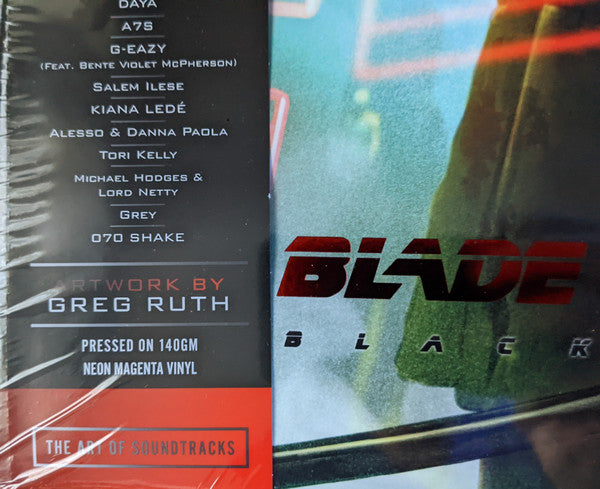 DAYA
A7S
G-EAZY
(FEAT. BENTE VIOLET MCPHERSON)
SALEM ILESE
KIANA LEDÉ
ALESSO & DANNA PAOLA
TORI KELLY
MICHAEL HODGES &
LORD NETTY
GREY
070 SHAKE
ARTWORK BY
GREG RUTH
PRESSED ON 140GM
NEON MAGENTA VINYL
THE ART OF SOUNDTRACKS
BLADE
BLACK